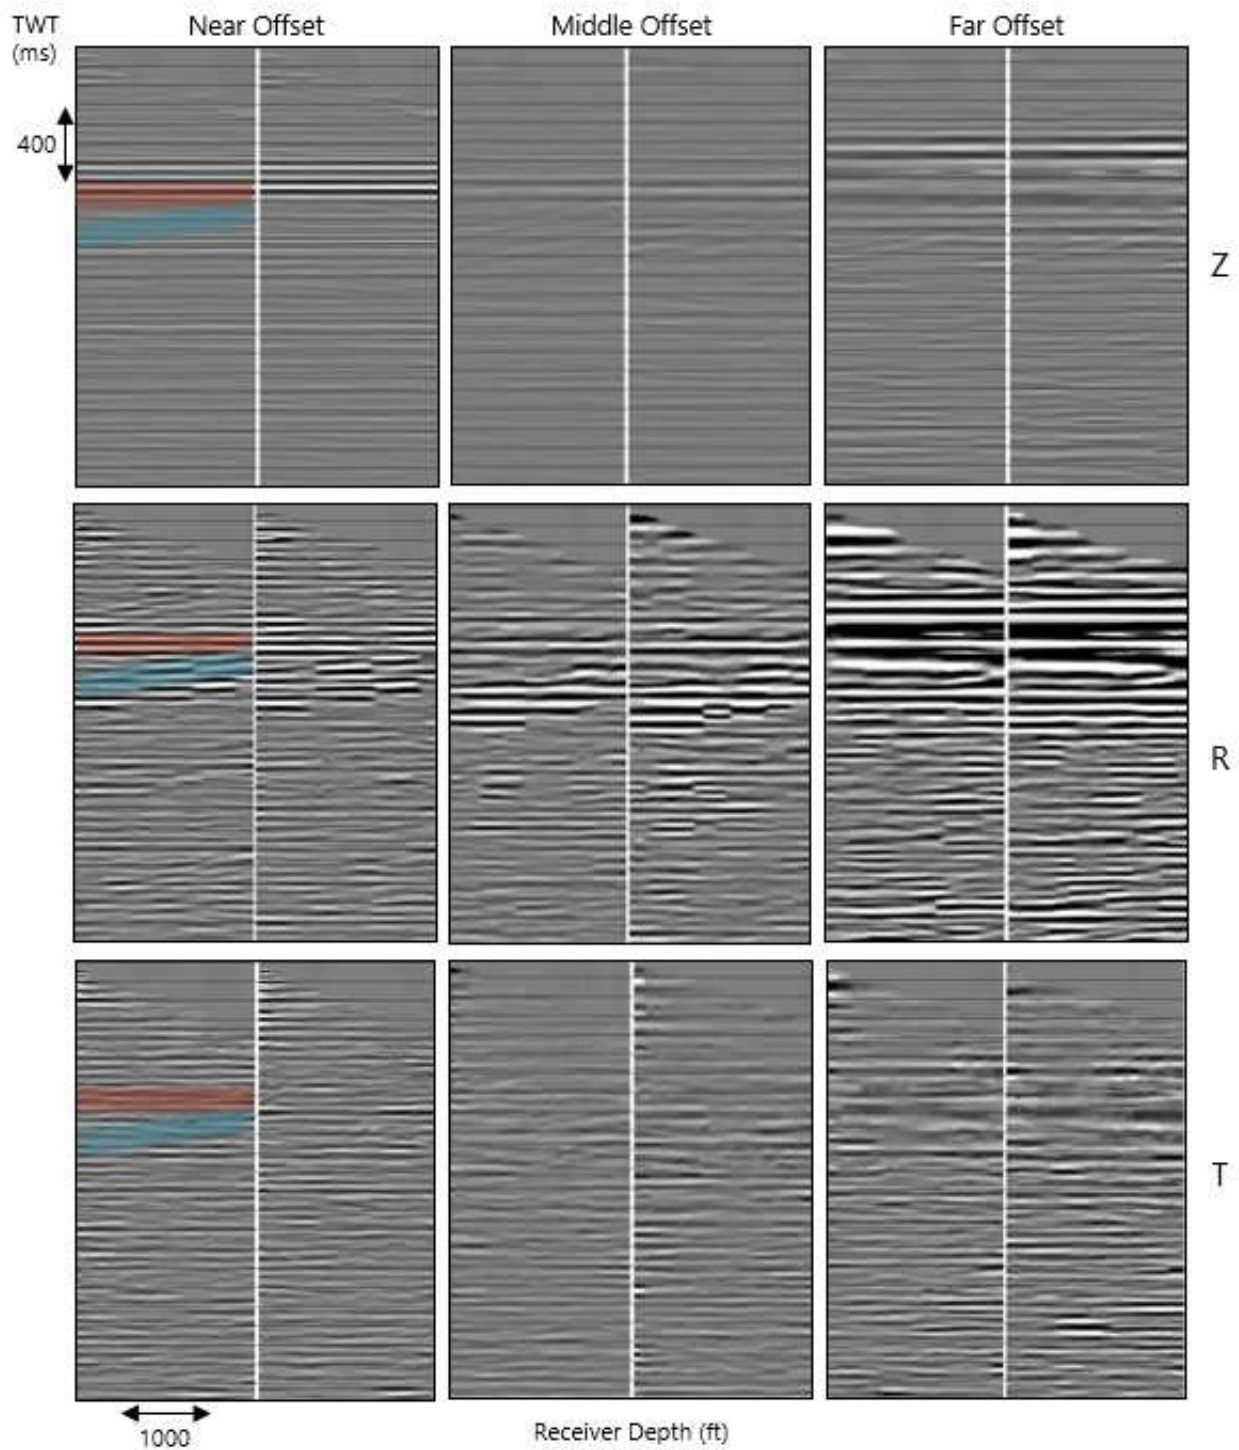 TWT
(ms)
Near Offset
Middle Offset
Far Offset
400
Z
R
T
1000
Receiver Depth (ft)